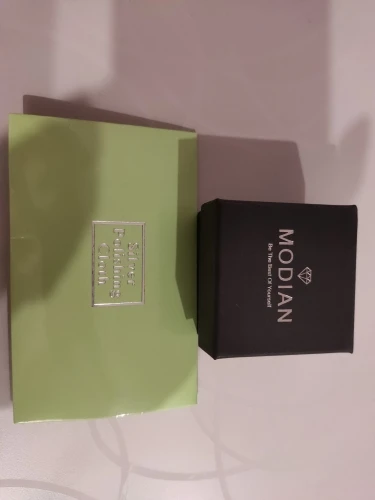 Silver
Polishing
Cloth
MODIAN
Be The Best Of Yourself